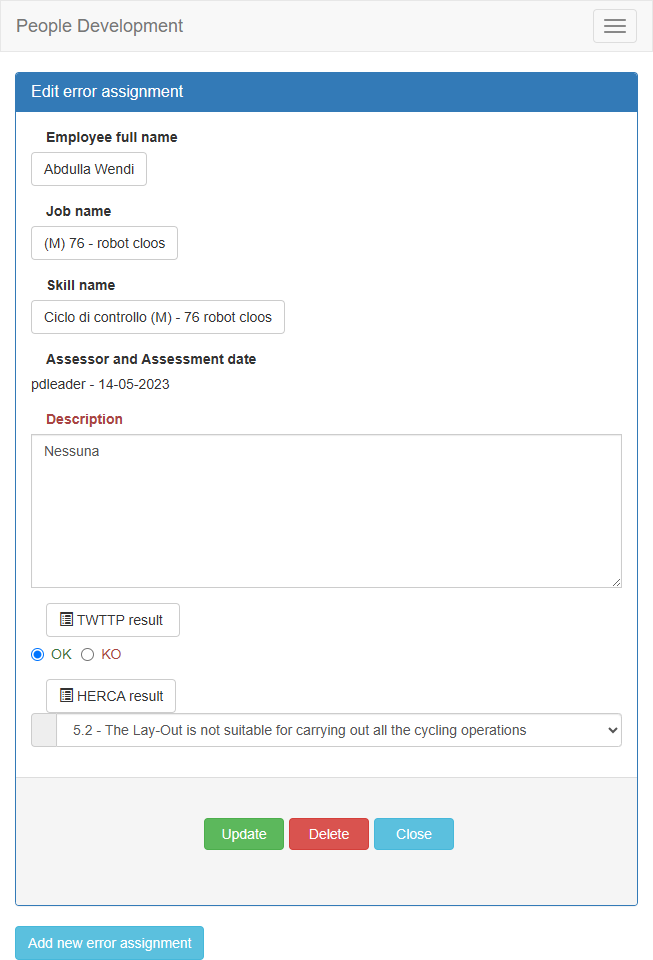 People Development
Edit error assignment
Employee full name
Abdulla Wendi
Job name
(M) 76 - robot cloos
Skill name
Ciclo di controllo (M) - 76 robot cloos
Assessor and Assessment date
pdleader - 14-05-2023
Description
Nessuna
TWTTP result
OK KO
HERCA result
5.2 - The Lay-Out is not suitable for carrying out all the cycling operations
Update Delete Close
Add new error assignment